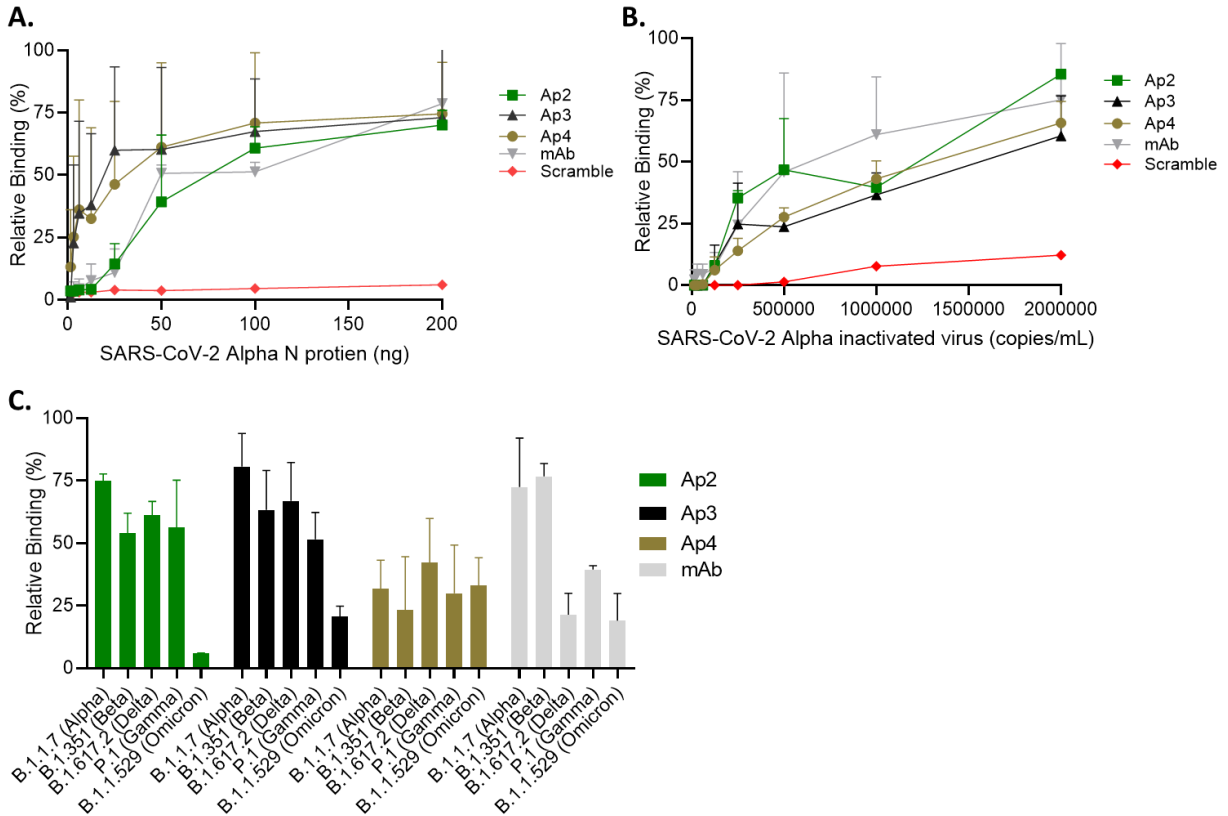 A.
Relative Binding (%)
100
75
50
25
0
0
50
100
150
200
SARS-CoV-2 Alpha N protien (ng)
Ap2
Ap3
Ap4
mAb
Scramble
B.
Relative Binding (%)
100
75
50
25
0
0
500000
1000000
1500000
2000000
SARS-CoV-2 Alpha inactivated virus (copies/mL)
Ap2
Ap3
Ap4
mAb
Scramble
C.
Relative Binding (%)
100
75
50
25
0
B.1.1.7 (Alpha)
B.1.351 (Beta)
B.1.617.2 (Delta)
P.1 (Gamma)
B.1.1.529 (Omicron)
B.1.1.7 (Alpha)
B.1.351 (Beta)
B.1.617.2 (Delta)
P.1 (Gamma)
B.1.1.529 (Omicron)
B.1.1.7 (Alpha)
B.1.351 (Beta)
B.1.617.2 (Delta)
P.1 (Gamma)
B.1.1.529 (Omicron)
B.1.1.7 (Alpha)
B.1.351 (Beta)
B.1.617.2 (Delta)
P.1 (Gamma)
B.1.1.529 (Omicron)
Ap2
Ap3
Ap4
mAb